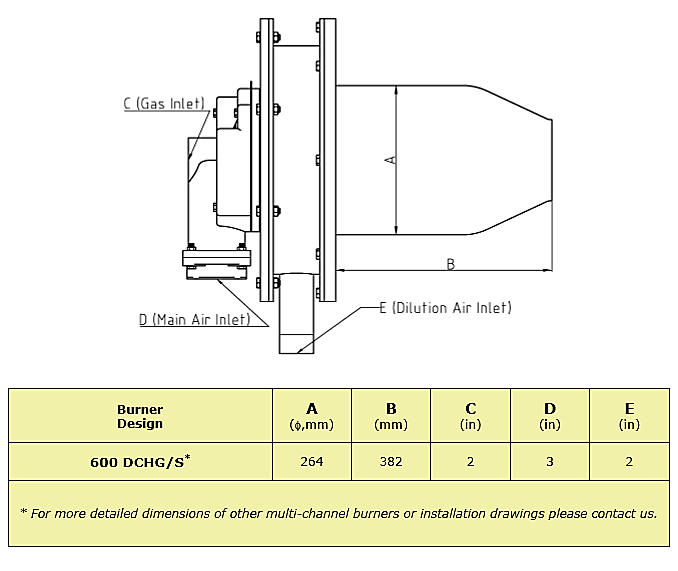 C (Gas Inlet)
A
B
E (Dilution Air Inlet)
D (Main Air Inlet)
Burner Design A (ϕ,mm) B (mm) C (in) D (in) E (in)
600 DCHG/S* 264 382 2 3 2
* For more detailed dimensions of other multi-channel burners or installation drawings please contact us.